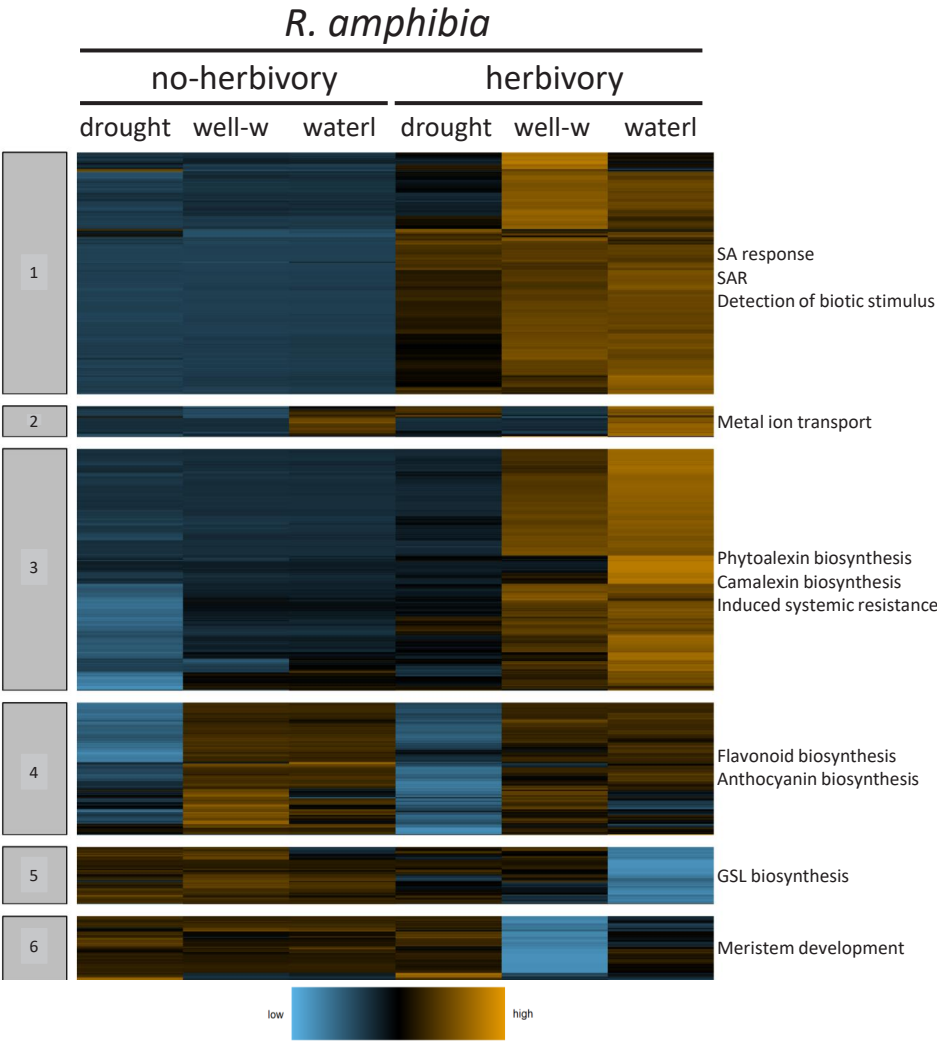 R. amphibia
no-herbivory herbivory
drought well-w waterl drought well-w waterl
1
SA response
SAR
Detection of biotic stimulus
2
Metal ion transport
3
Phytoalexin biosynthesis
Camalexin biosynthesis
Induced systemic resistance
4
Flavonoid biosynthesis
Anthocyanin biosynthesis
5
GSL biosynthesis
6
Meristem development
low high